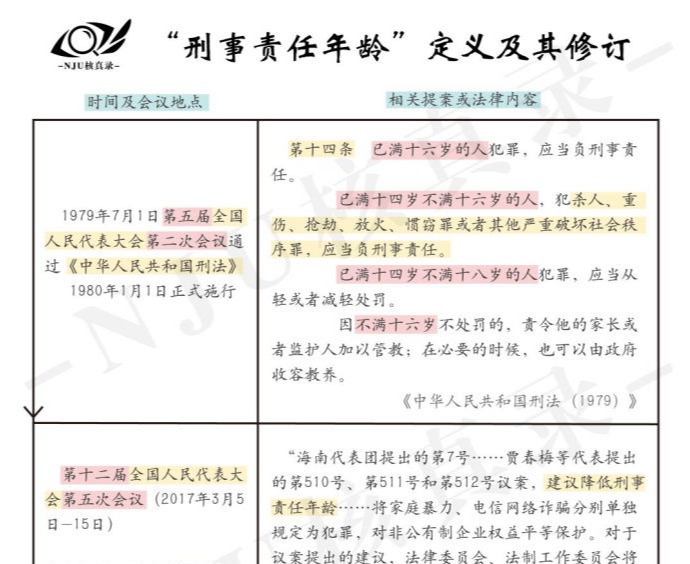 -NJU核真录-
“刑事责任年龄”定义及其修订
时间及会议地点
相关提案或法律内容
1979年7月1日第五届全国
人民代表大会第二次会议通
过《中华人民共和国刑法》
1980年1月1日正式施行
第十四条 已满十六岁的人犯罪，应当负刑事责
任。
已满十四岁不满十六岁的人，犯杀人、重
伤、抢劫、放火、惯窃罪或者其他严重破坏社会秩
序罪，应当负刑事责任。
已满十四岁不满十八岁的人犯罪，应当从
轻或者减轻处罚。
因不满十六岁不处罚的，责令他的家长或
者监护人加以管教；在必要的时候，也可以由政府
收容教养。
《中华人民共和国刑法（1979）》
第十二届全国人民代表大
会第五次会议（2017年3月5
日-15日）
“海南代表团提出的第7号……贾春梅等代表提出
的第510号、第511号和第512号议案，建议降低刑事
责任年龄……将家庭暴力、电信网络诈骗分别单独
规定为犯罪，对非公有制企业权益平等保护。对于
议案提出的建议，法律委员会、法制工作委员会将
-NJU核真录-
-NJU核真录-